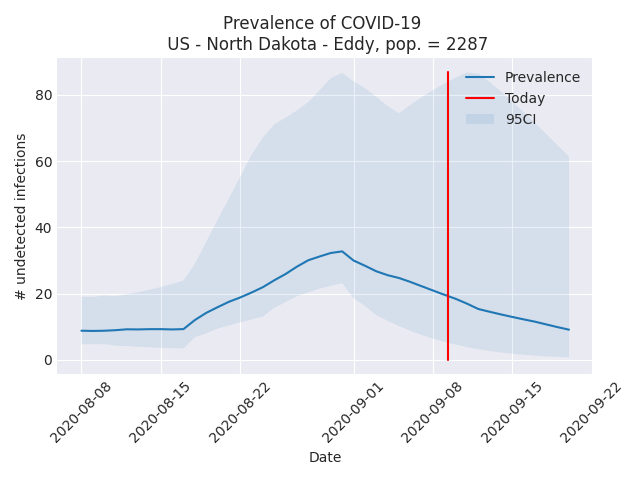 Prevalence of COVID-19
US - North Dakota - Eddy, pop. = 2287
Prevalence
Today
95CI
# undetected infections
80
60
40
20
0
2020-08-08
2020-08-15
2020-08-22
2020-09-01
2020-09-08
2020-09-15
2020-09-22
Date